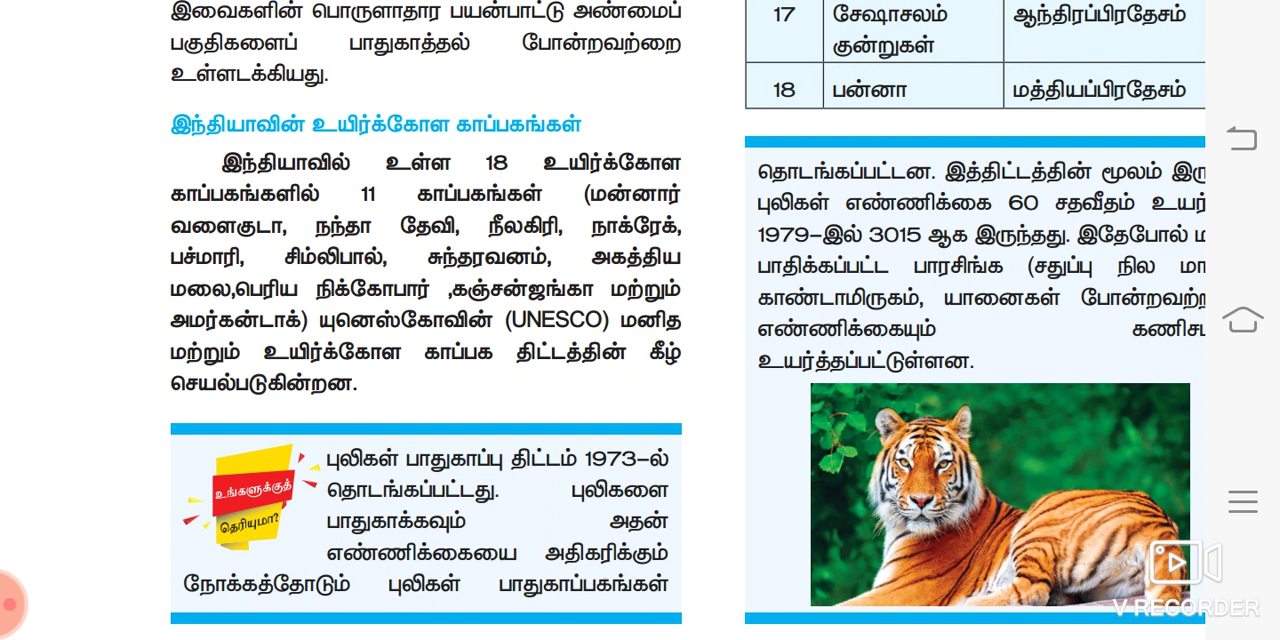 இவைகளின் பொருளாதார பயன்பாட்டு அண்மைப்
பகுதிகளைப் பாதுகாத்தல் போன்றவற்றை
உள்ளடக்கியது.
இந்தியாவின் உயிர்க்கோள காப்பகங்கள்
இந்தியாவில் உள்ள 18 உயிர்க்கோள
காப்பகங்களில் 11 காப்பகங்கள் (மன்னார்
வளைகுடா, நந்தா தேவி, நீலகிரி, நாக்ரேக்,
பச்மாரி, சிம்லிபால், சுந்தரவனம், அகத்திய
மலை,பெரிய நிக்கோபார் ,கஞ்சன்ஜங்கா மற்றும்
அமர்கன்டாக்) யுனெஸ்கோவின் (UNESCO) மனித
மற்றும் உயிர்க்கோள காப்பக திட்டத்தின் கீழ்
செயல்படுகின்றன.
உங்களுக்குத்
தெரியுமா?
புலிகள் பாதுகாப்பு திட்டம் 1973–ல்
தொடங்கப்பட்டது. புலிகளை
பாதுகாக்கவும் அதன்
எண்ணிக்கையை அதிகரிக்கும்
நோக்கத்தோடும் புலிகள் பாதுகாப்பகங்கள்
17 சேஷாசலம் ஆந்திரப்பிரதேசம்
குன்றுகள்
18 பன்னா மத்தியப்பிரதேசம்
தொடங்கப்பட்டன. இத்திட்டத்தின் மூலம்
புலிகள் எண்ணிக்கை 60 சதவீதம்
1979–இல் 3015 ஆக இருந்தது. இதேபோல்
பாதிக்கப்பட்ட பாரசிங்க (சதுப்பு நில
காண்டாமிருகம், யானைகள்
எண்ணிக்கையும்
உயர்த்தப்பட்டுள்ளன.
V RECORDER